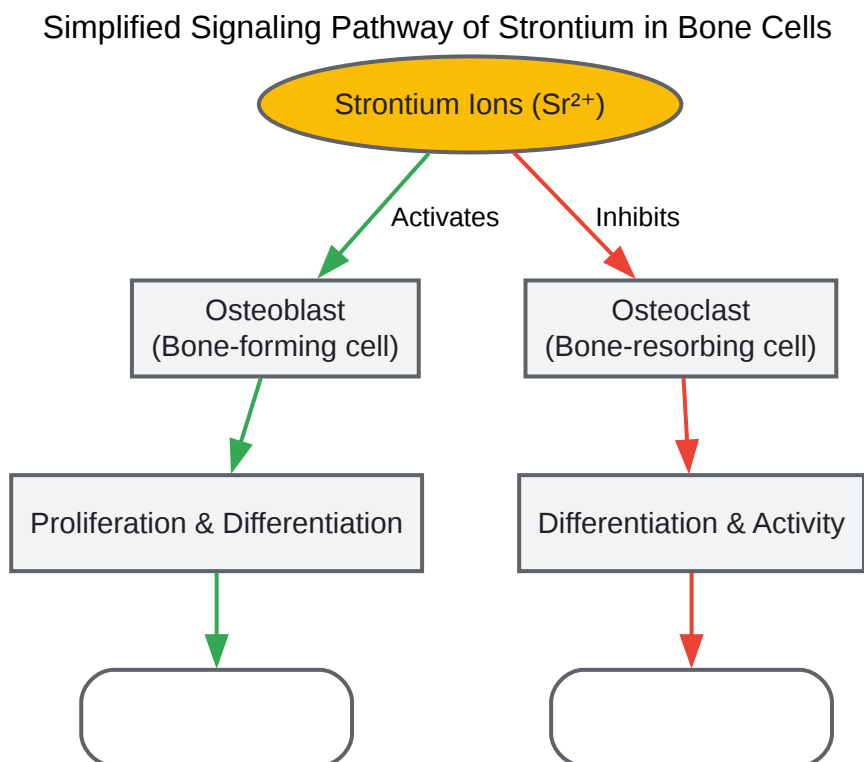 Simplified Signaling Pathway of Strontium in Bone Cells
Strontium Ions (Sr²⁺)
Activates
Inhibits
Osteoblast
(Bone-forming cell)
Osteoclast
(Bone-resorbing cell)
Proliferation & Differentiation
Differentiation & Activity